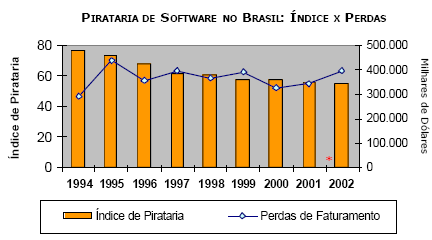 Pirataria de Software no Brasil: Índice x Perdas
Índice de Pirataria
80
60
40
20
0
500.000
400.000
300.000
200.000
100.000
0
Milhares de Dólares
*
1994 1995 1996 1997 1998 1999 2000 2001 2002
Índice de Pirataria Perdas de Faturamento